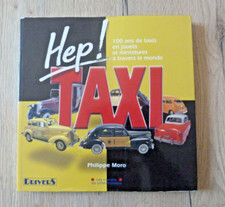 Hep!
100 ans de taxis
en jouets
et miniatures
à travers le monde
TAXI
Philippe Moro
DRIVERS